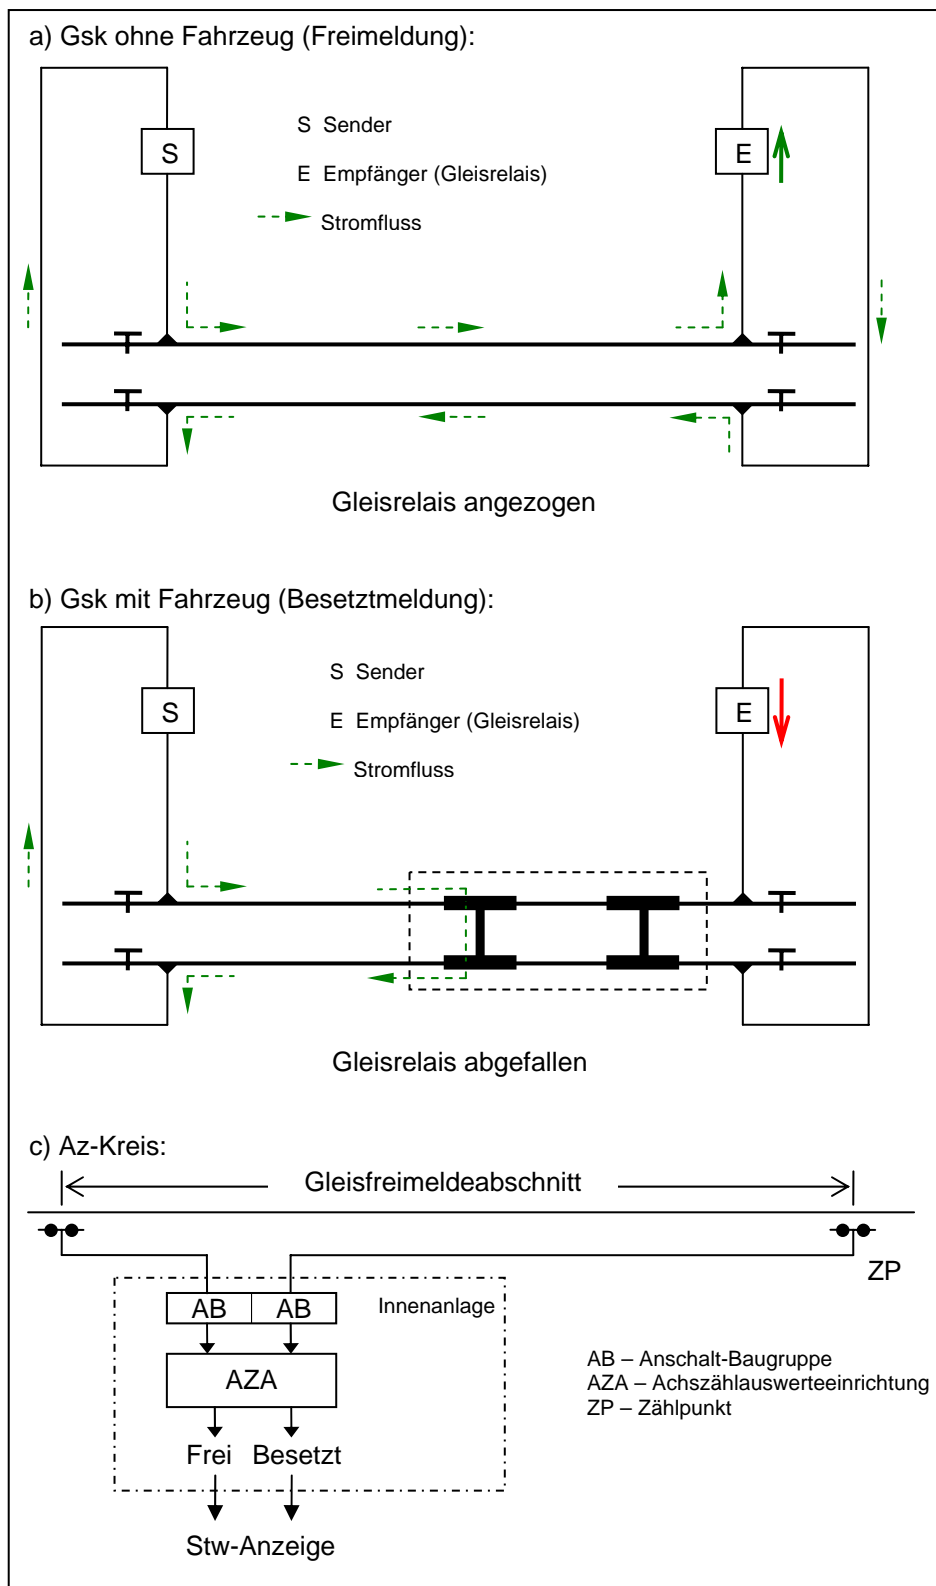 a) Gsk ohne Fahrzeug (Freimeldung):
S Sender
S
E
E Empfänger (Gleisrelais)
Stromfluss
Gleisrelais angezogen
b) Gsk mit Fahrzeug (Besetztmeldung):
S Sender
S
E Empfänger (Gleisrelais)
E
Stromfluss
Gleisrelais abgefallen
c) Az-Kreis:
Gleisfreimeldeabschnitt
ZP
AB AB Innenanlage
AZA
AB – Anschalt-Baugruppe
AZA – Achszählauswerteeinrichtung
ZP – Zählpunkt
Frei Besetzt
Stw-Anzeige